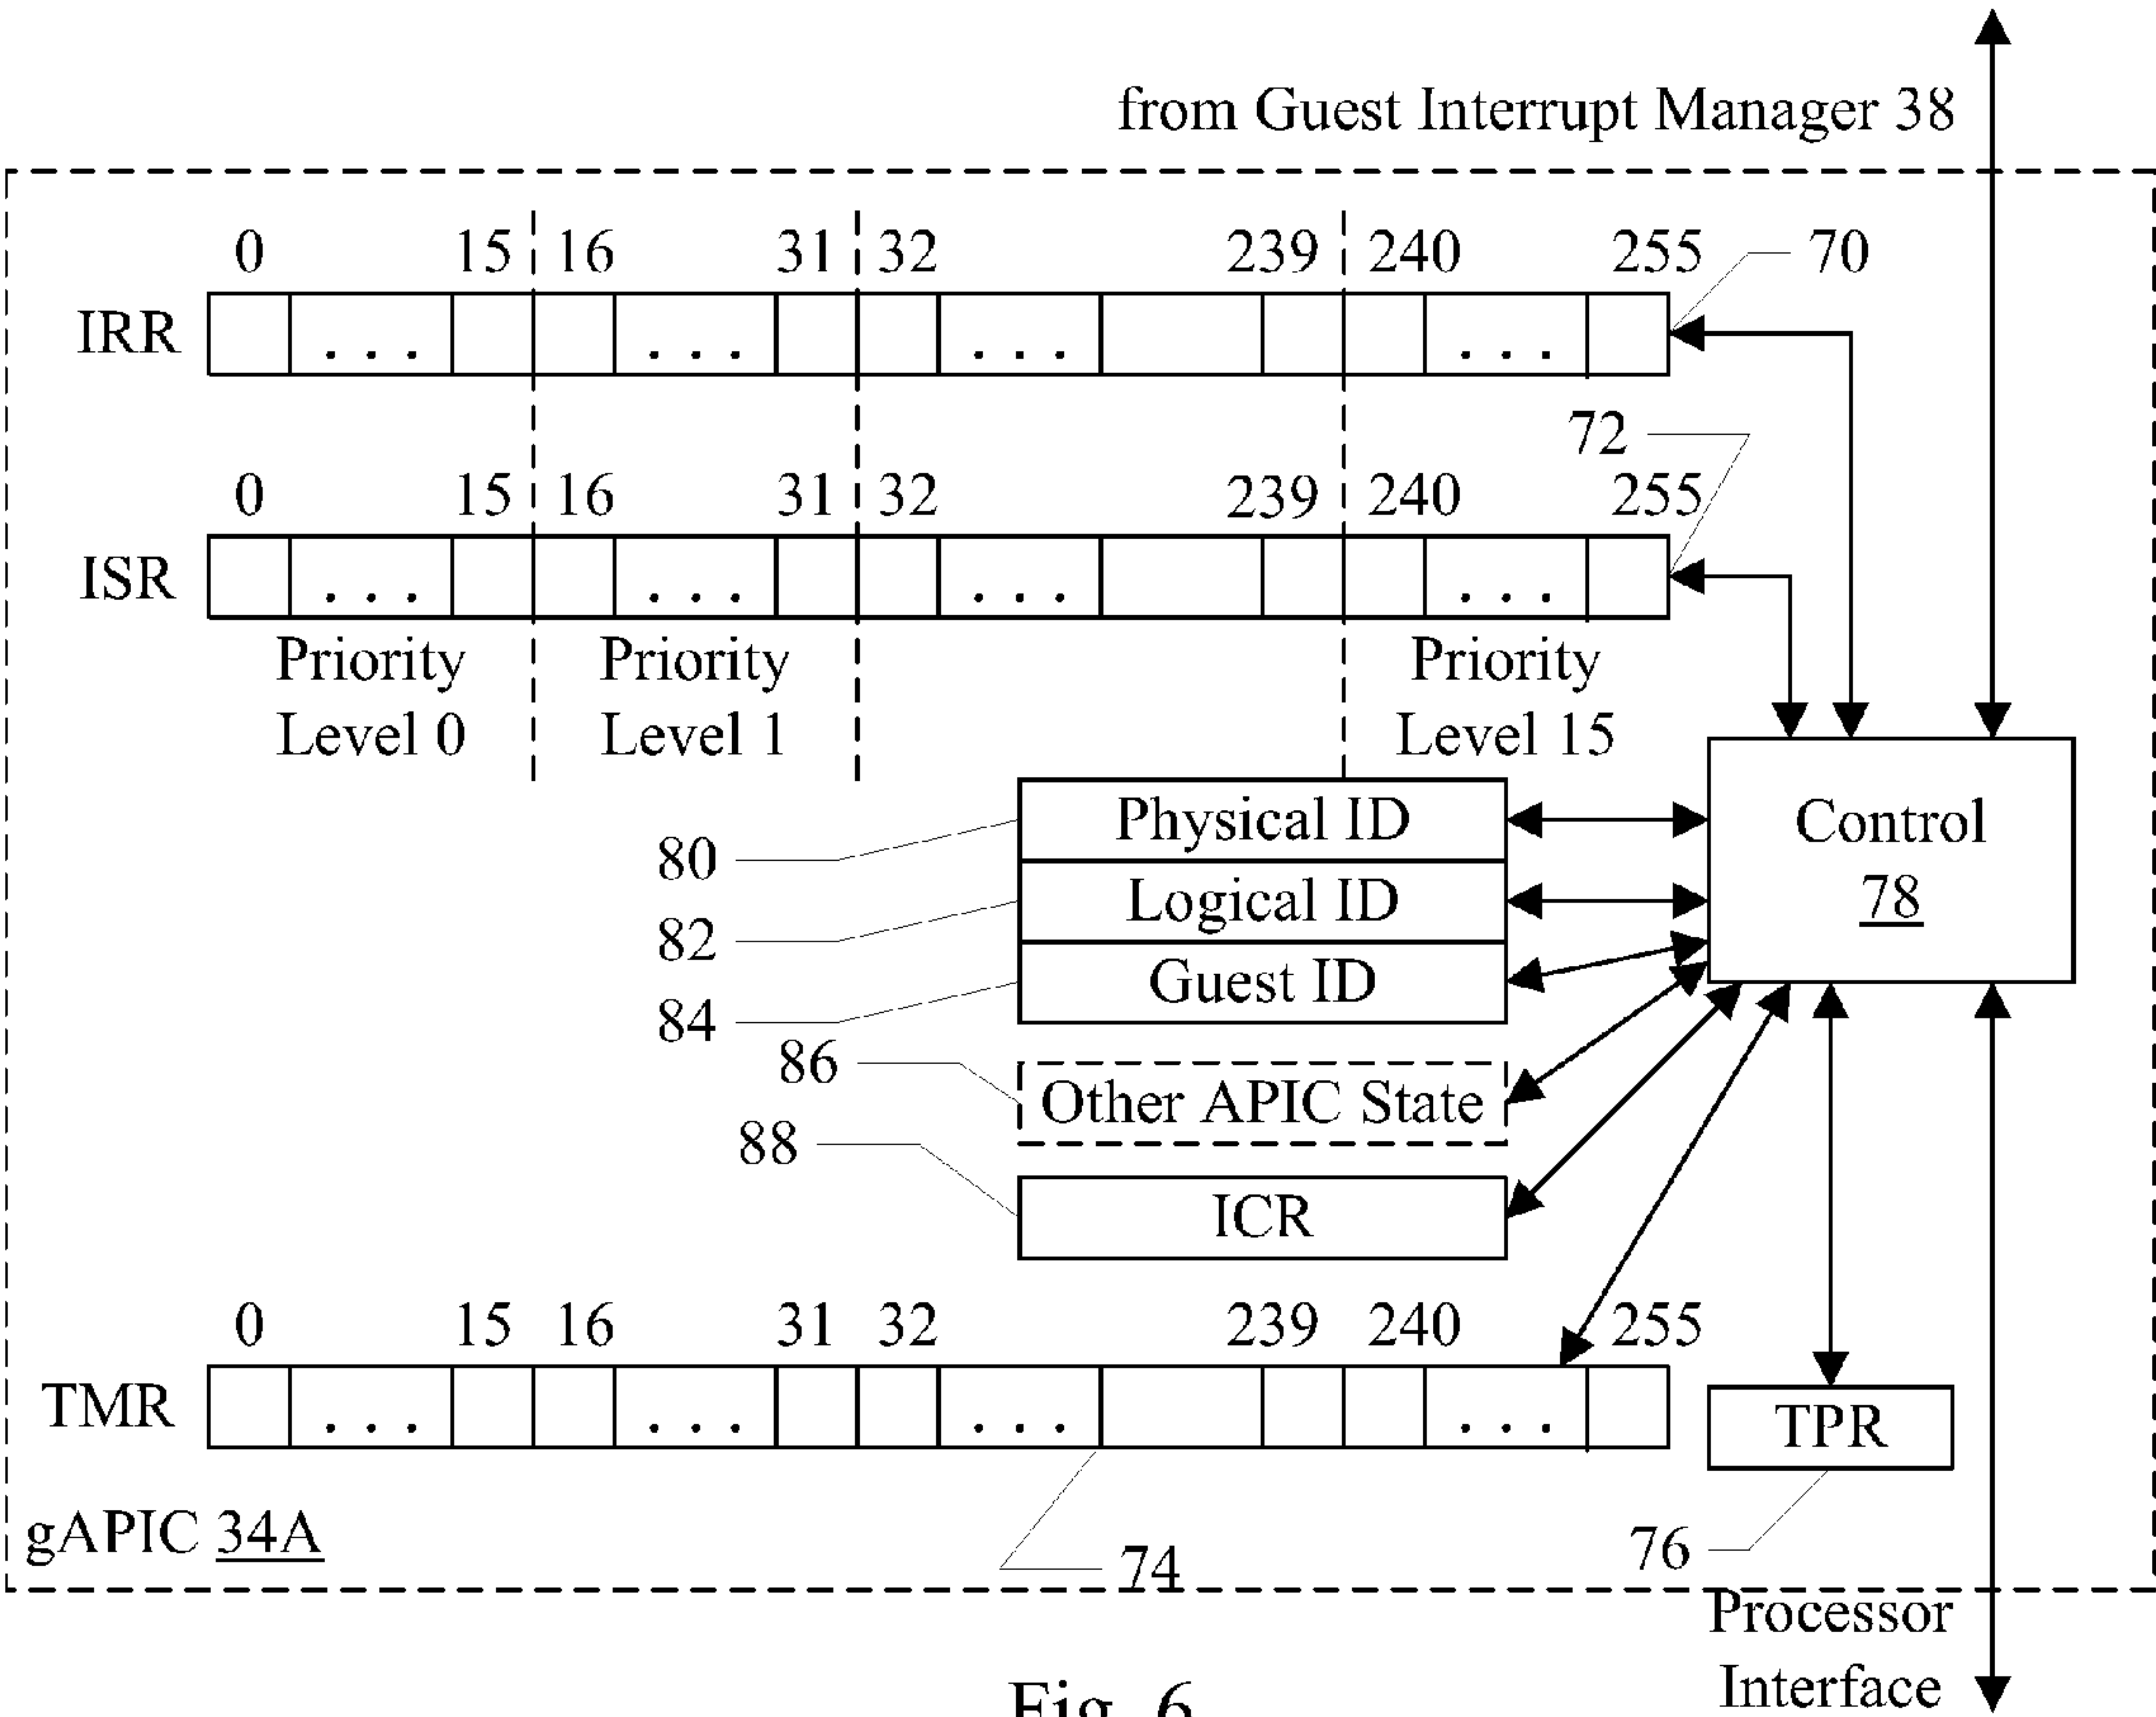 from Guest Interrupt Manager 38
0 15 16 31 32 239 240 255 70
IRR ... ... ... ...
72
0 15 16 31 32 239 240 255
ISR ... ... ... ...
Priority Level 0
Priority Level 1
Priority Level 15
Physical ID
Control
78
80
Logical ID
82
Guest ID
84
86
Other APIC State
88
ICR
0 15 16 31 32 239 240 255
TMR ... ... ... ...
TPR
gAPIC 34A
74
76
Processor
Interface
Fig. 6